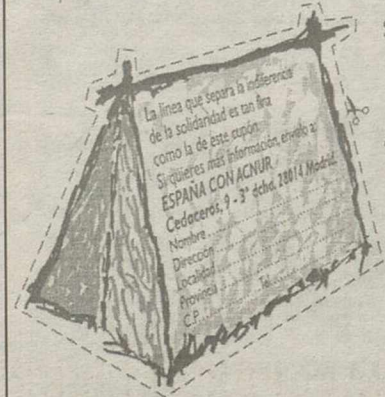 La línea que separa la indiferencia
de la solidaridad es tan fina
como la de este cupón.
Si quieres más información, envíalo a:
ESPAÑA CON ACNUR
Cedaceros, 9 - 3° dcha. 28014 Madrid.
Nombre
Dirección
Localidad
Provincia
C.P. Tel.